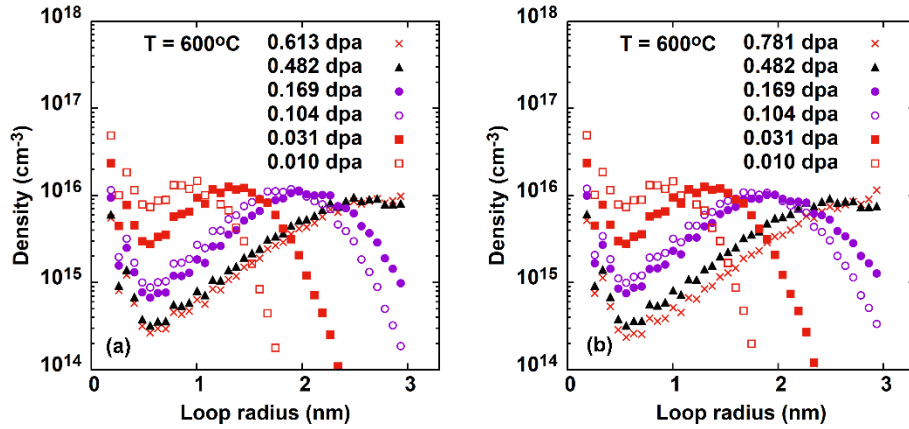 10^18
10^17
10^16
10^15
10^14
Density (cm^-3)
T = 600°C
0.613 dpa
0.482 dpa
0.169 dpa
0.104 dpa
0.031 dpa
0.010 dpa
(a)
0 1 2 3
Loop radius (nm)
10^18
10^17
10^16
10^15
10^14
Density (cm^-3)
T = 600°C
0.781 dpa
0.482 dpa
0.169 dpa
0.104 dpa
0.031 dpa
0.010 dpa
(b)
0 1 2 3
Loop radius (nm)